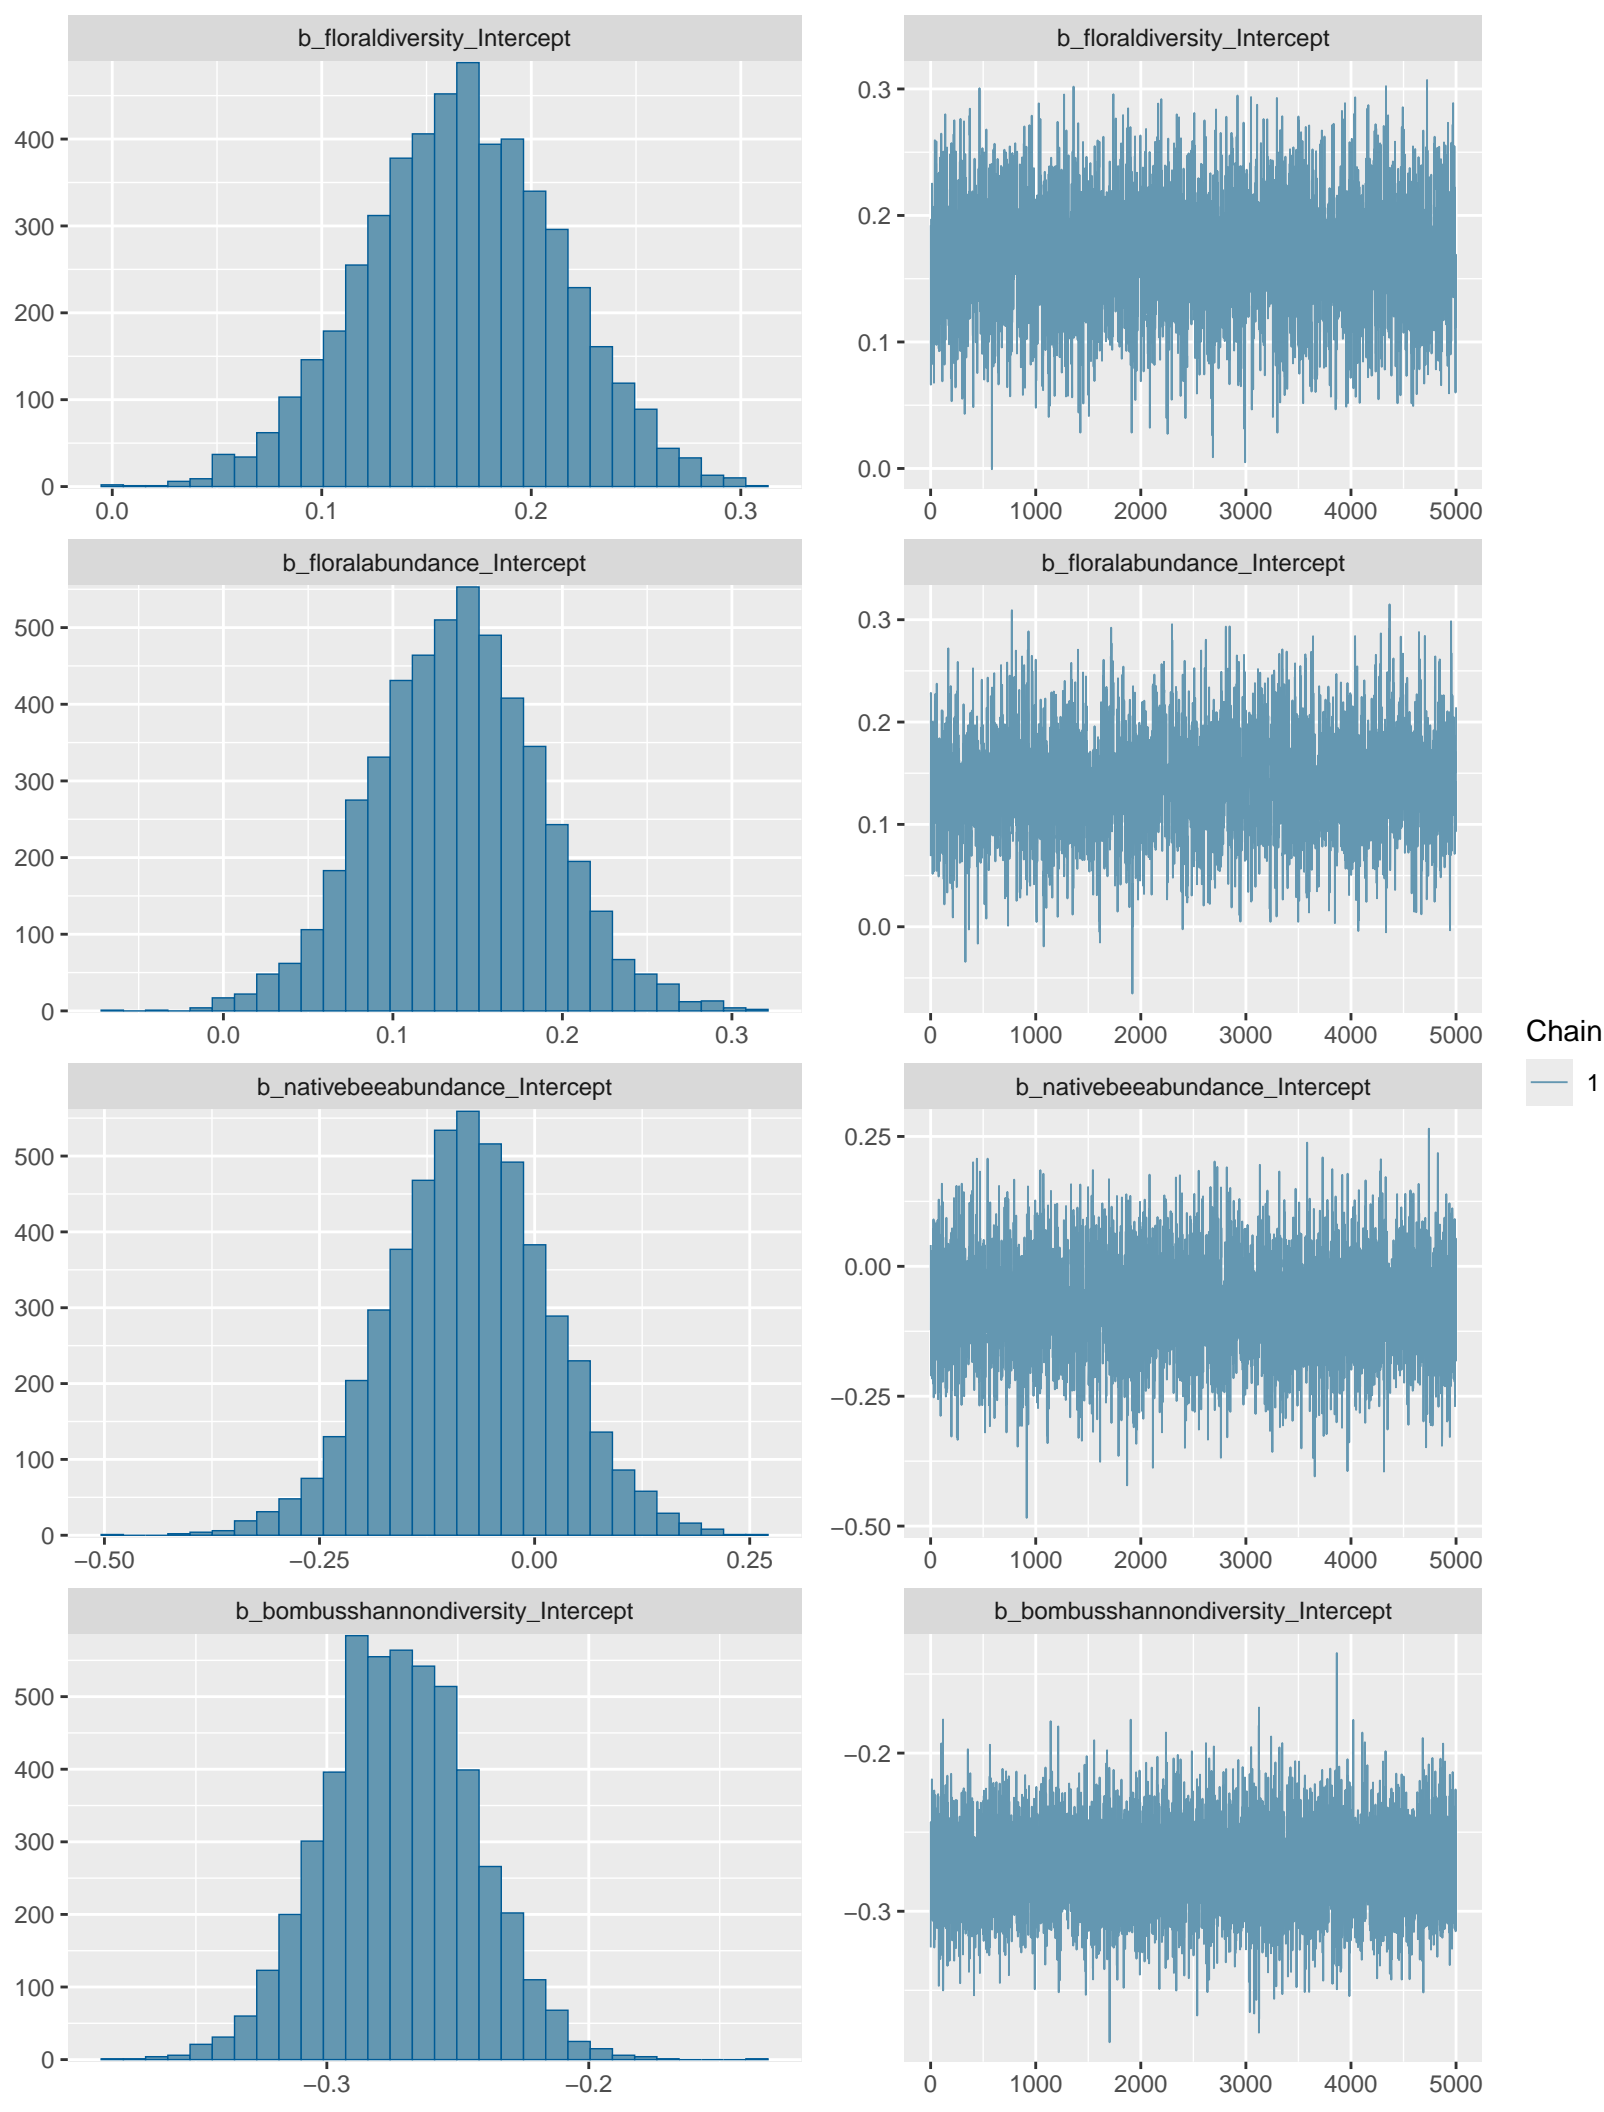 b_floraldiversity_Intercept
400
300
200
100
0
0.0 0.1 0.2 0.3
b_floraldiversity_Intercept
0.3
0.2
0.1
0.0
0 1000 2000 3000 4000 5000
b_floralabundance_Intercept
500
400
300
200
100
0
0.0 0.1 0.2 0.3
b_floralabundance_Intercept
0.3
0.2
0.1
0.0
0 1000 2000 3000 4000 5000
b_nativebeeabundance_Intercept
500
400
300
200
100
0
−0.50 −0.25 0.00 0.25
b_nativebeeabundance_Intercept
0.25
0.00
−0.25
−0.50
0 1000 2000 3000 4000 5000
b_bombusshannondiversity_Intercept
500
400
300
200
100
0
−0.3 −0.2
b_bombusshannondiversity_Intercept
−0.2
−0.3
0 1000 2000 3000 4000 5000
Chain
1